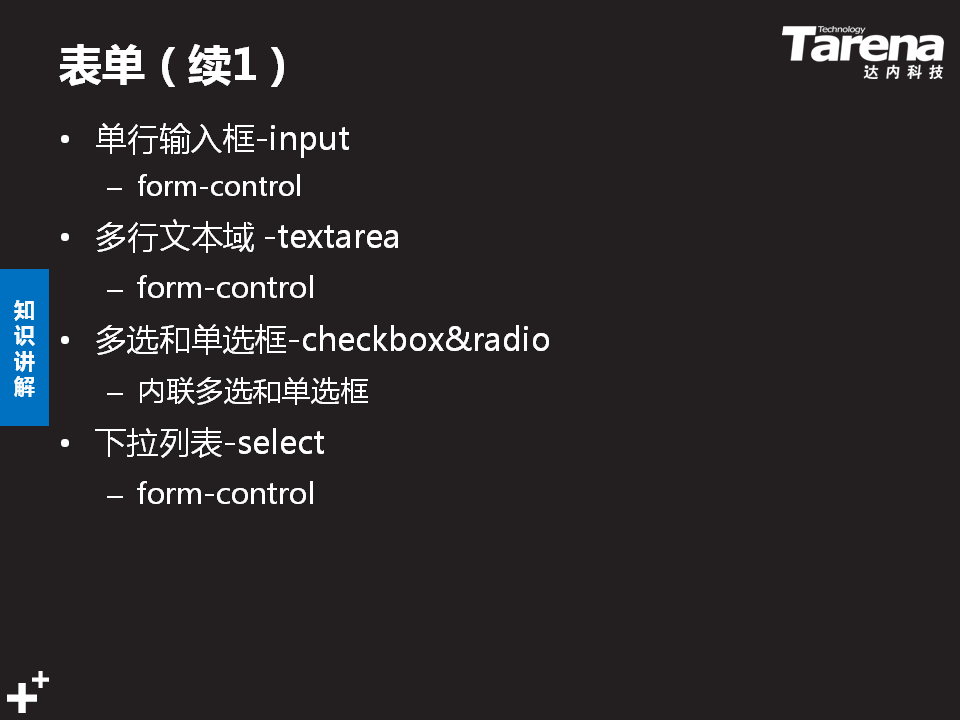 表单（续1）
Technology
Tarena
达内科技
• 单行输入框-input
– form-control
• 多行文本域 -textarea
– form-control
• 多选和单选框-checkbox&radio
– 内联多选和单选框
• 下拉列表-select
– form-control
知识讲解